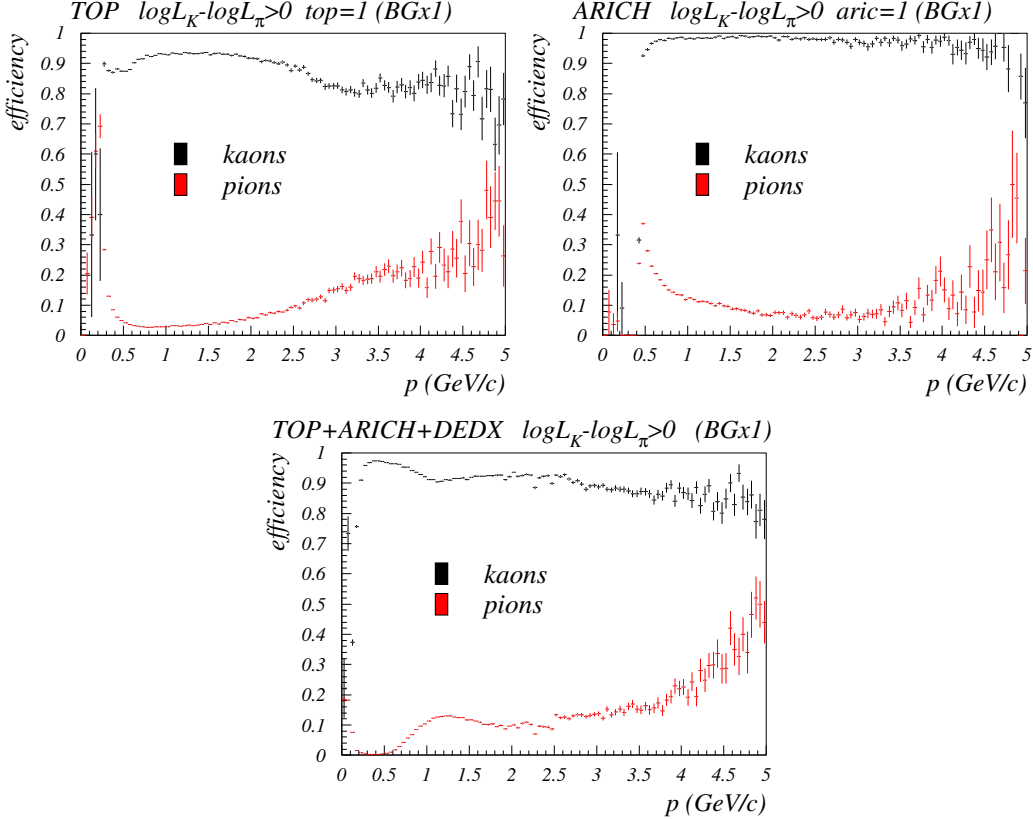 TOP logL_K-logL_π>0 top=1 (BGx1)
efficiency
1
0.9
0.8
0.7
0.6
0.5
0.4
0.3
0.2
0.1
0
kaons
pions
0 0.5 1 1.5 2 2.5 3 3.5 4 4.5 5
p (GeV/c)
ARICH logL_K-logL_π>0 aric=1 (BGx1)
efficiency
1
0.9
0.8
0.7
0.6
0.5
0.4
0.3
0.2
0.1
0
kaons
pions
0 0.5 1 1.5 2 2.5 3 3.5 4 4.5 5
p (GeV/c)
TOP+ARICH+DEDX logL_K-logL_π>0 (BGx1)
efficiency
1
0.9
0.8
0.7
0.6
0.5
0.4
0.3
0.2
0.1
0
kaons
pions
0 0.5 1 1.5 2 2.5 3 3.5 4 4.5 5
p (GeV/c)